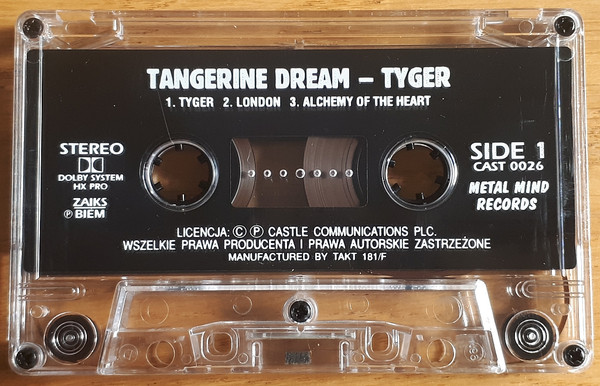 TANGERINE DREAM – TYGER
1. TYGER 2. LONDON 3. ALCHEMY OF THE HEART
STEREO
DOLBY SYSTEM
HX PRO
ZAIKS
Ⓟ BIEM
SIDE 1
CAST 0026
METAL MIND
RECORDS
LICENCJA: © Ⓟ CASTLE COMMUNICATIONS PLC.
WSZELKIE PRAWA PRODUCENTA I PRAWA AUTORSKIE ZASTRZEŻONE
MANUFACTURED BY TAKT 181/F